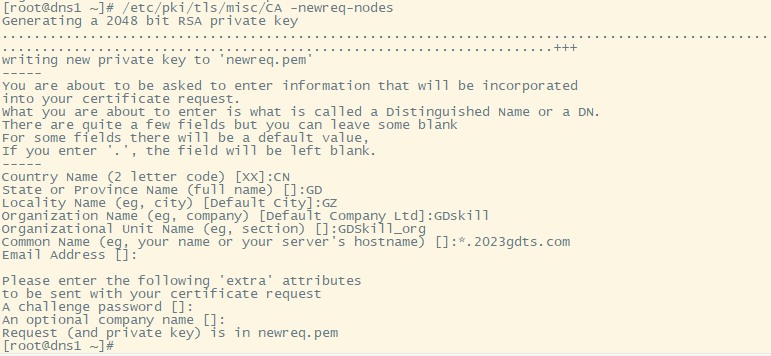 [root@dns1 ~]# /etc/pki/tls/misc/CA -newreq-nodes
Generating a 2048 bit RSA private key
................................................................................................
.....................................................................+++
writing new private key to 'newreq.pem'
-----
You are about to be asked to enter information that will be incorporated
into your certificate request.
What you are about to enter is what is called a Distinguished Name or a DN.
There are quite a few fields but you can leave some blank
For some fields there will be a default value,
If you enter '.', the field will be left blank.
-----
Country Name (2 letter code) [XX]:CN
State or Province Name (full name) []:GD
Locality Name (eg, city) [Default City]:GZ
Organization Name (eg, company) [Default Company Ltd]:GDskill
Organizational Unit Name (eg, section) []:GDSkill_org
Common Name (eg, your name or your server's hostname) []:*.2023gdts.com
Email Address []:
Please enter the following 'extra' attributes
to be sent with your certificate request
A challenge password []:
An optional company name []:
Request (and private key) is in newreq.pem
[root@dns1 ~]#